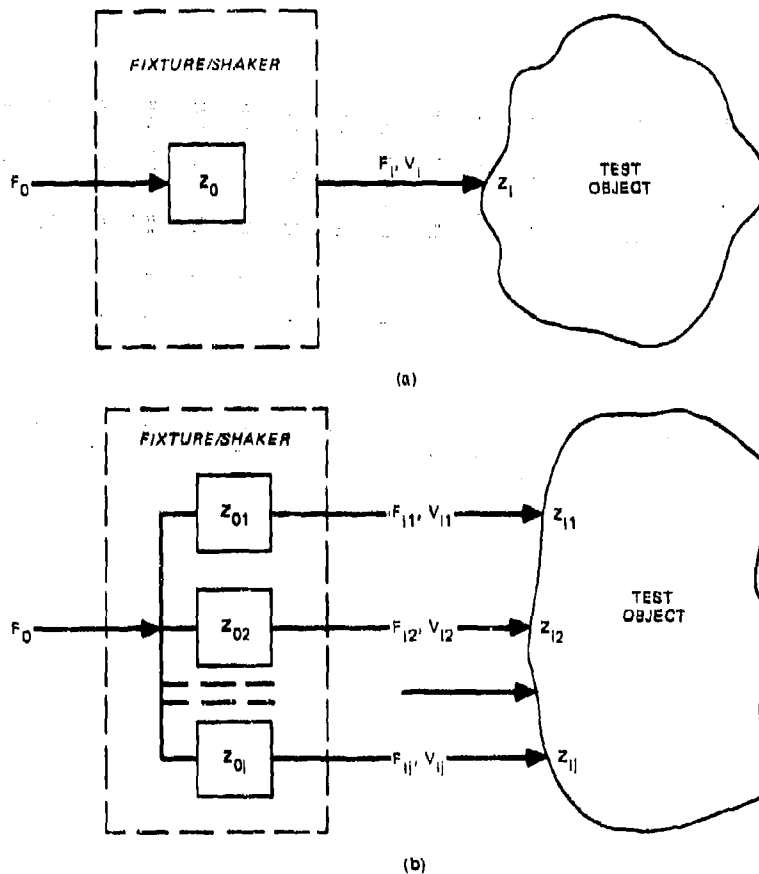 FIXTURE/SHAKER
F₀
Z₀
Fᵢ, Vᵢ
Zᵢ
TEST
OBJECT
(a)
FIXTURE/SHAKER
Z₀₁
Fᵢ₁, Vᵢ₁
Zᵢ₁
F₀
Z₀₂
Fᵢ₂, Vᵢ₂
Zᵢ₂
TEST
OBJECT
Z₀ⱼ
Fᵢⱼ, Vᵢⱼ
Zᵢⱼ
(b)